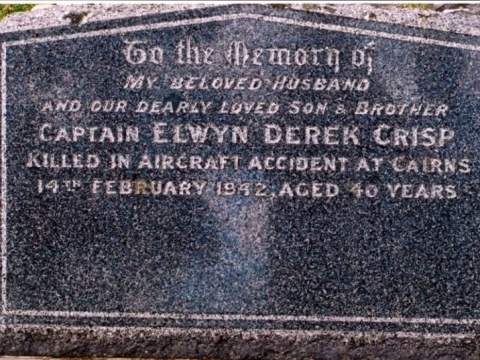 To the Memory of
MY BELOVED HUSBAND
AND OUR DEARLY LOVED SON & BROTHER
CAPTAIN ELWYN DEREK CRISP
KILLED IN AIRCRAFT ACCIDENT AT CAIRNS
14TH FEBRUARY 1942, AGED 40 YEARS